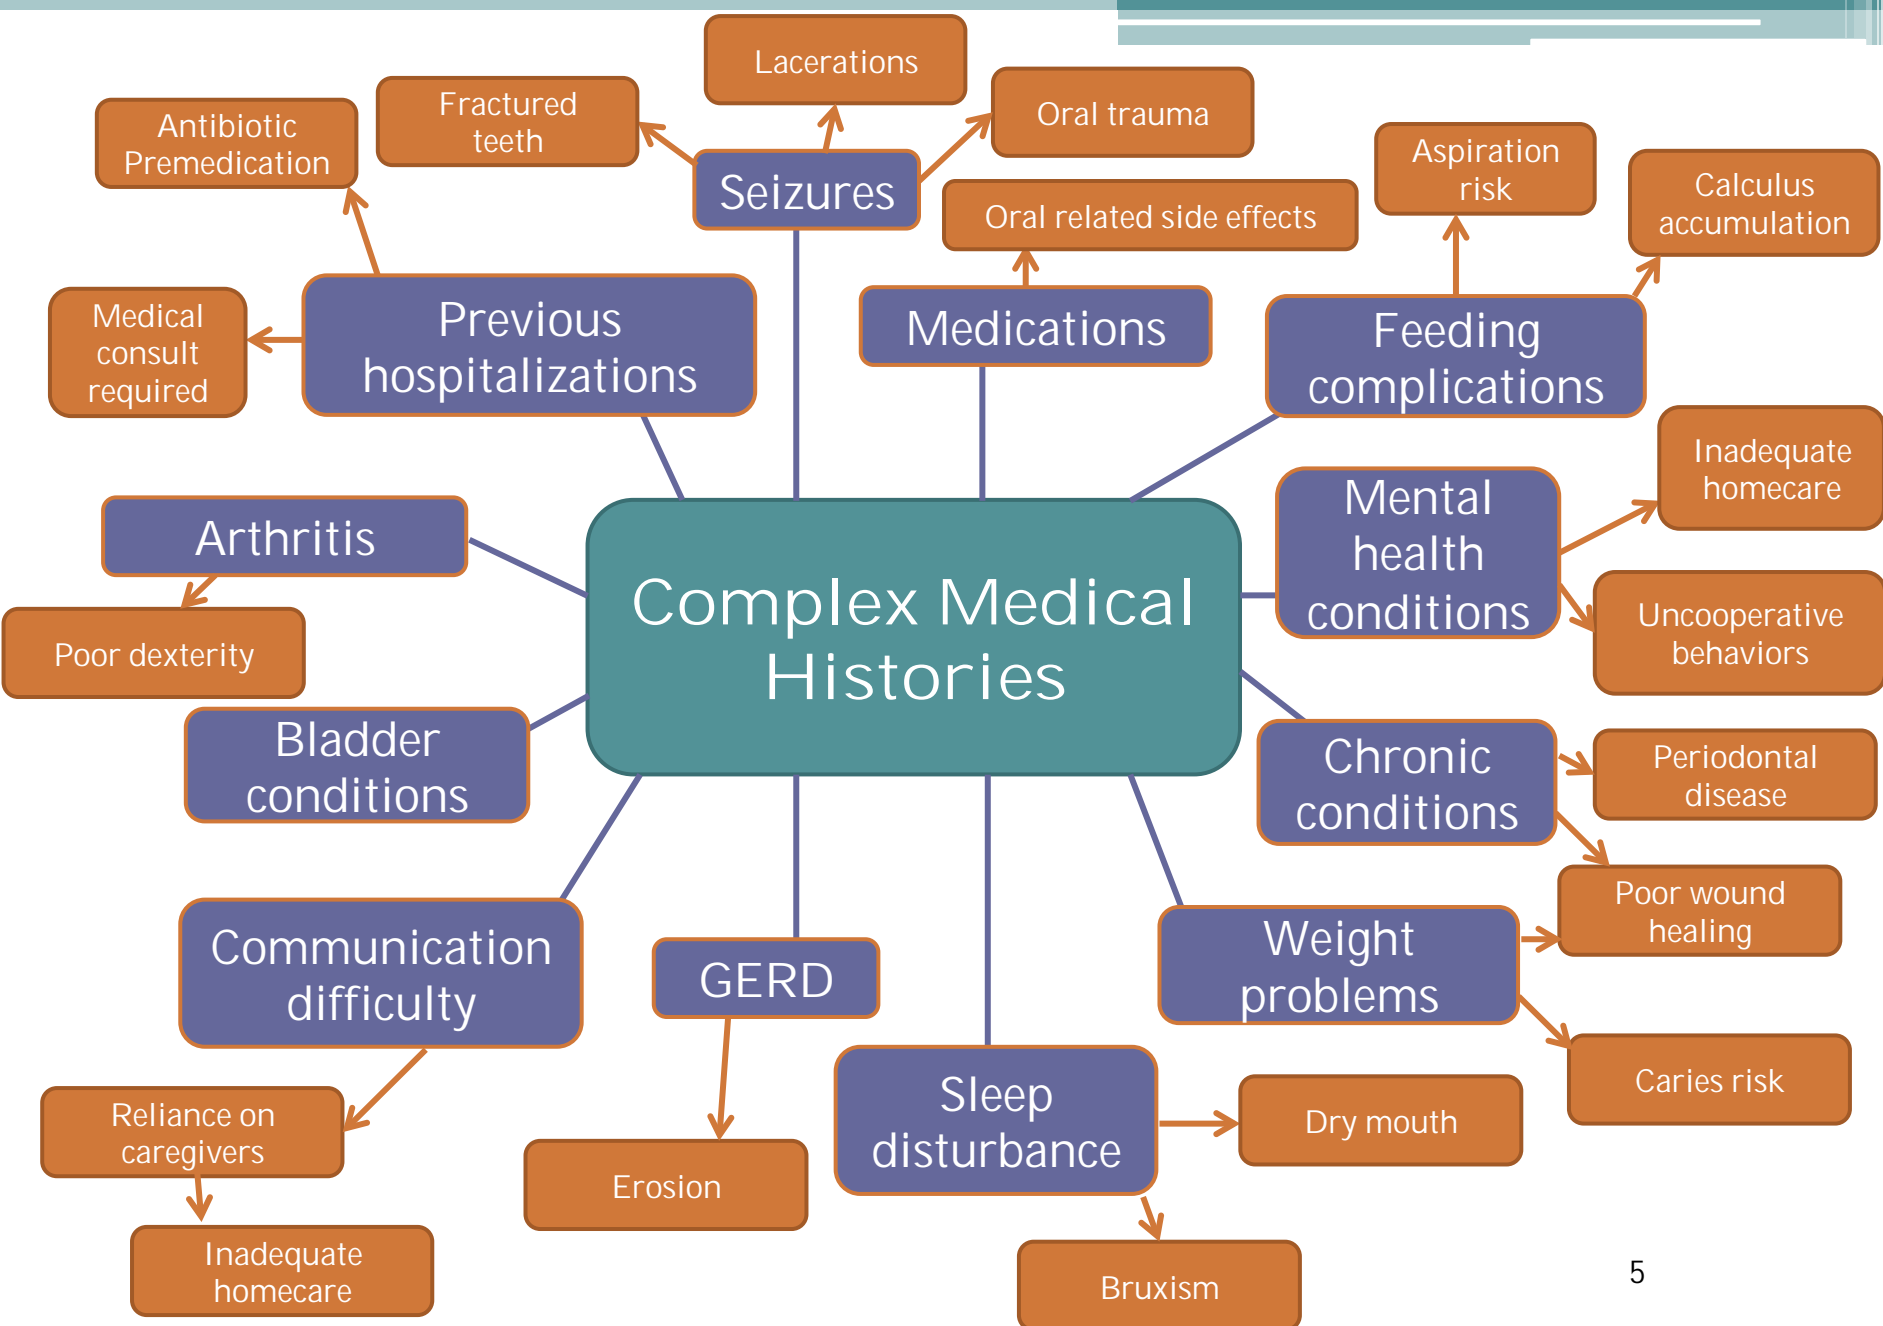 Lacerations
Fractured
teeth
Oral trauma
Antibiotic
Premedication
Seizures
Aspiration
risk
Calculus
accumulation
Oral related side effects
Medical
consult
required
Previous
hospitalizations
Medications
Feeding
complications
Inadequate
homecare
Arthritis
Mental
health
conditions
Complex Medical
Histories
Poor dexterity
Uncooperative
behaviors
Bladder
conditions
Chronic
conditions
Periodontal
disease
Poor wound
healing
Communication
difficulty
GERD
Weight
problems
Caries risk
Reliance on
caregivers
Sleep
disturbance
Dry mouth
Erosion
Inadequate
homecare
Bruxism
5